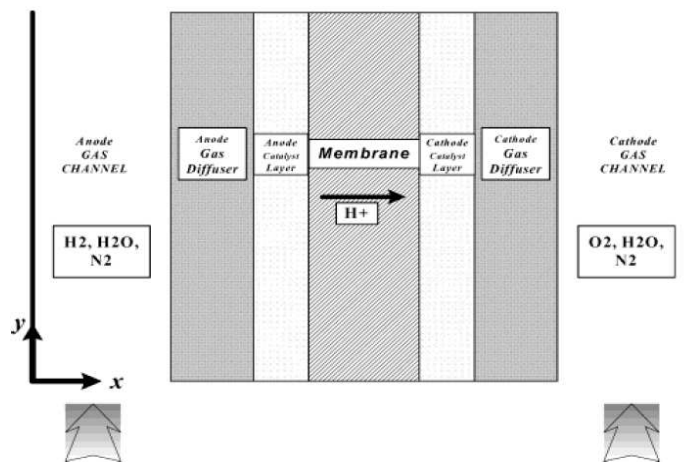 Anode
GAS
CHANNEL
Anode
Gas
Diffuser
Anode
Catalyst
Layer
Membrane
Cathode
Catalyst
Layer
Cathode
Gas
Diffuser
Cathode
GAS
CHANNEL
H+
H2, H2O,
N2
O2, H2O,
N2
y
x